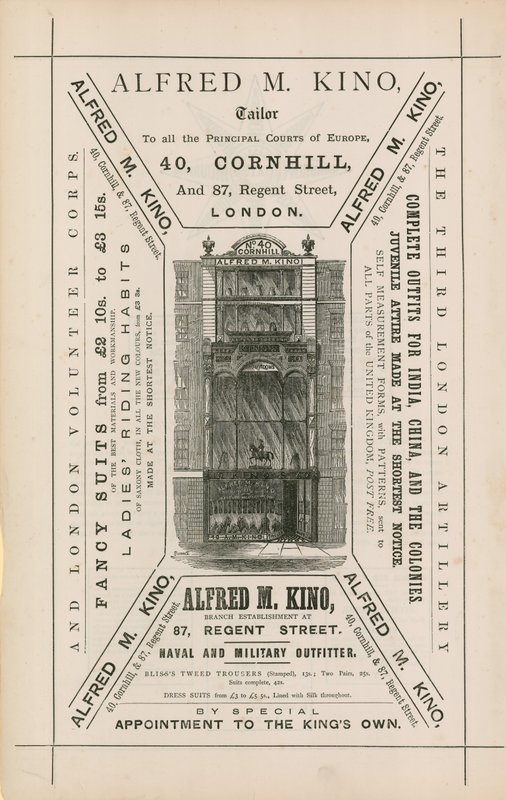 ALFRED M. KINO,
Tailor
To all the Principal Courts of Europe,
40, CORNHILL,
And 87, Regent Street,
LONDON.
ALFRED M. KINO,
40, Cornhill, & 87, Regent Street.
ALFRED M. KINO,
40, Cornhill, & 87, Regent Street.
AND LONDON VOLUNTEER CORPS.
FANCY SUITS from £2 10s. to £3 15s.
OF THE BEST MATERIALS AND WORKMANSHIP.
LADIES' RIDING HABITS
OF SAXONY CLOTH, IN ALL THE NEW COLOURS, from £3 3s.
MADE AT THE SHORTEST NOTICE.
No 40
CORNHILL
ALFRED M. KINO
THE THIRD LONDON ARTILLERY
COMPLETE OUTFITS FOR INDIA, CHINA, AND THE COLONIES.
JUVENILE ATTIRE MADE AT THE SHORTEST NOTICE.
SELF MEASUREMENT FORMS, with PATTERNS, sent to
ALL PARTS of the UNITED KINGDOM, POST FREE.
ALFRED M. KINO,
40, Cornhill, & 87, Regent Street.
ALFRED M. KINO,
40, Cornhill, & 87, Regent Street.
ALFRED M. KINO,
BRANCH ESTABLISHMENT AT
87, REGENT STREET.
NAVAL AND MILITARY OUTFITTER.
BLISS'S TWEED TROUSERS (Stamped), 13s.; Two Pairs, 25s.
Suits complete, 42s.
DRESS SUITS from £3 to £5 5s., Lined with Silk throughout.
BY SPECIAL
APPOINTMENT TO THE KING'S OWN.